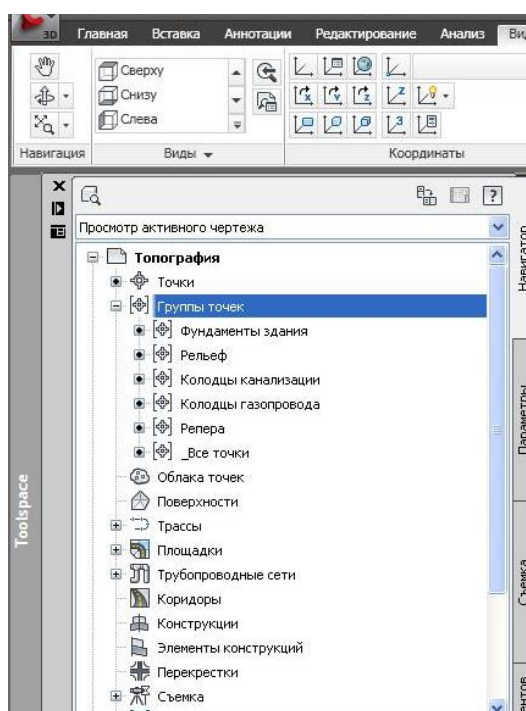 3D
Главная Вставка Аннотации Редактирование Анализ Ви
Сверху
Снизу
Слева
Навигация Виды Координаты
Просмотр активного чертежа
Топография
Точки
Группы точек
Фундаменты здания
Рельеф
Колодцы канализации
Колодцы газопровода
Репера
_Все точки
Облака точек
Поверхности
Трассы
Площадки
Трубопроводные сети
Коридоры
Конструкции
Элементы конструкций
Перекрестки
Съемка
Toolspace
Навигатор
Параметры
Съемка
ентов